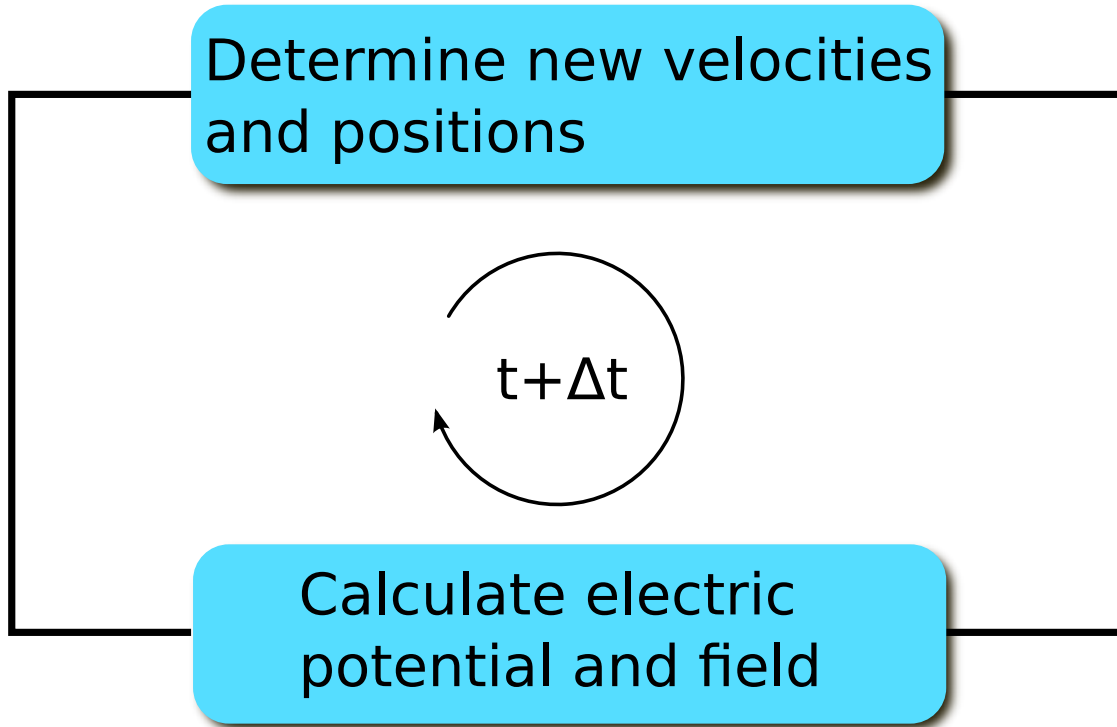 Determine new velocities
and positions
t+Δt
Calculate electric
potential and field